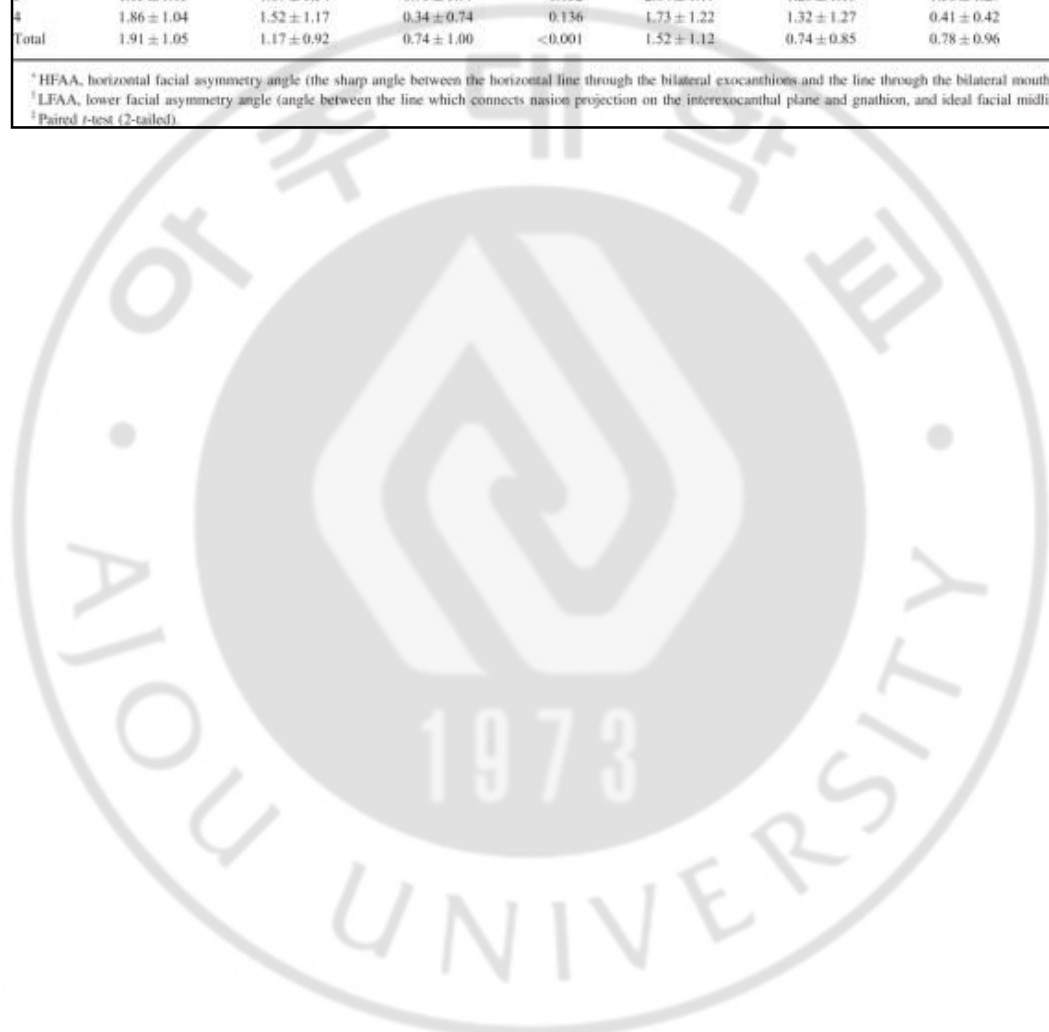 4 1.86 ± 1.04 1.52 ± 1.17 0.34 ± 0.74 0.136 1.73 ± 1.22 1.32 ± 1.27 0.41 ± 0.42
Total 1.91 ± 1.05 1.17 ± 0.92 0.74 ± 1.00 <0.001 1.52 ± 1.12 0.74 ± 0.85 0.78 ± 0.96
*HFAA, horizontal facial asymmetry angle (the sharp angle between the horizontal line through the bilateral exocanthions and the line through the bilateral mouth
†LFAA, lower facial asymmetry angle (angle between the line which connects nasion projection on the interexocanthal plane and gnathion, and ideal facial midli
‡Paired t-test (2-tailed).
아주대학교
1973
AJOU UNIVERSITY